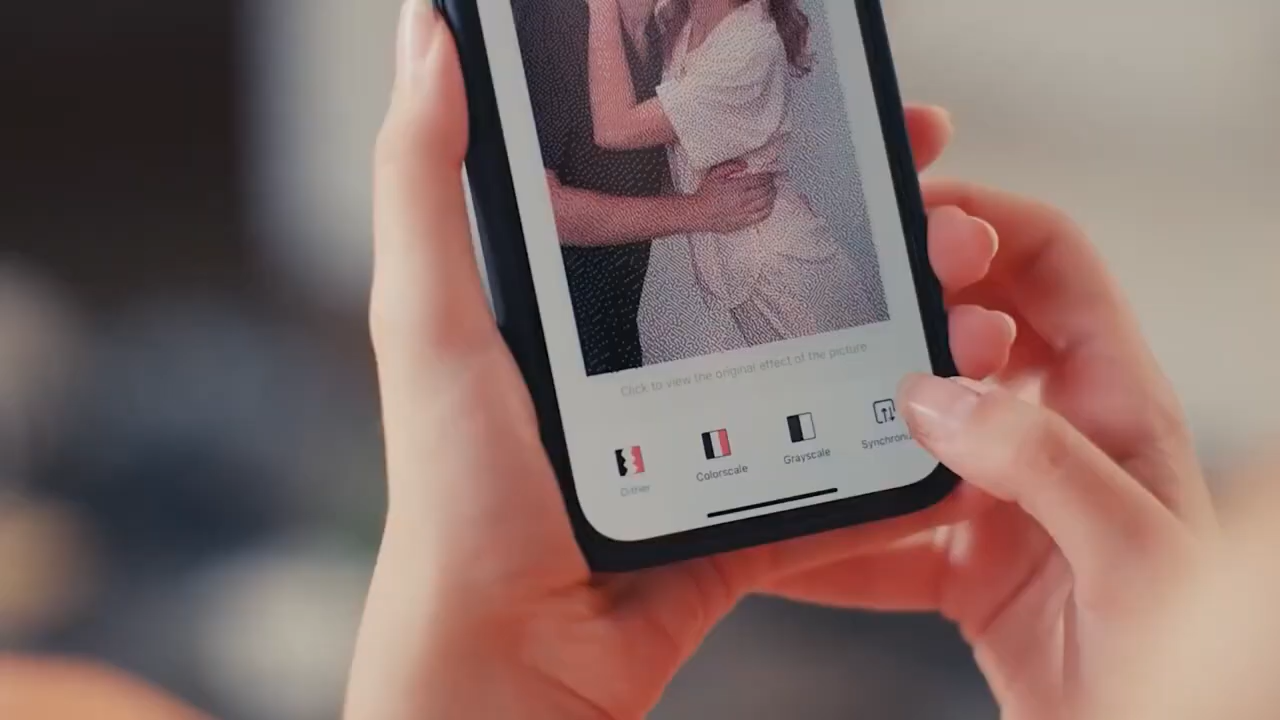 Click to view the original effect of the picture
Dither
Colorscale
Grayscale